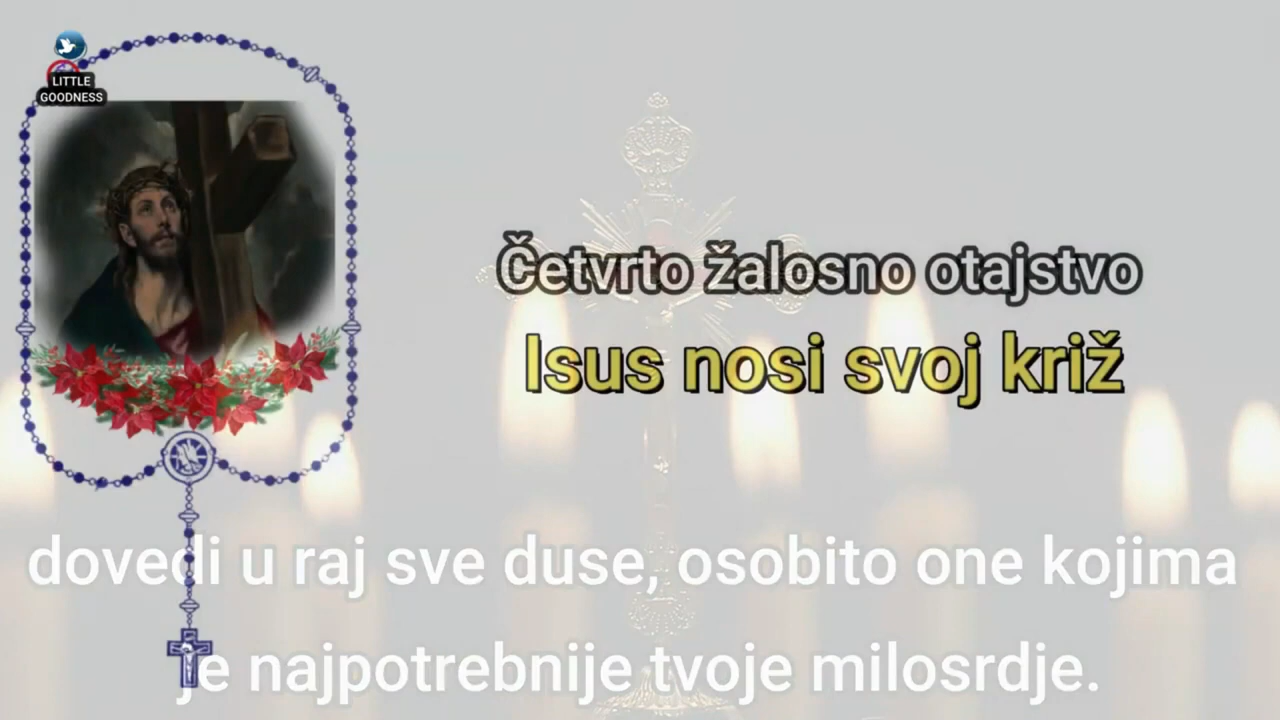 LITTLE
GOODNESS
Četvrto žalosno otajstvo
Isus nosi svoj križ
dovedi u raj sve duse, osobito one kojima
je najpotrebnije tvoje milosrdje.